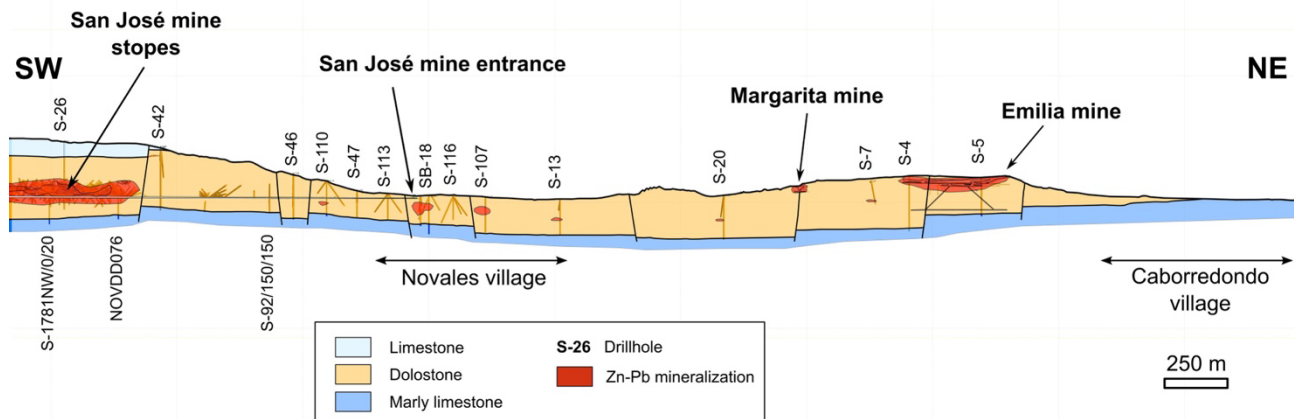 San José mine
stopes
SW
San José mine entrance
NE
Margarita mine
Emilia mine
S-26
S-42
S-46
S-110
S-47
S-113
SB-18
S-116
S-107
S-13
S-20
S-7
S-4
S-5
S-1781NW/0/20
NOVDD076
S-92/150/150
Novales village
Caborredondo
village
Limestone
S-26 Drillhole
Dolostone
Zn-Pb mineralization
Marly limestone
250 m